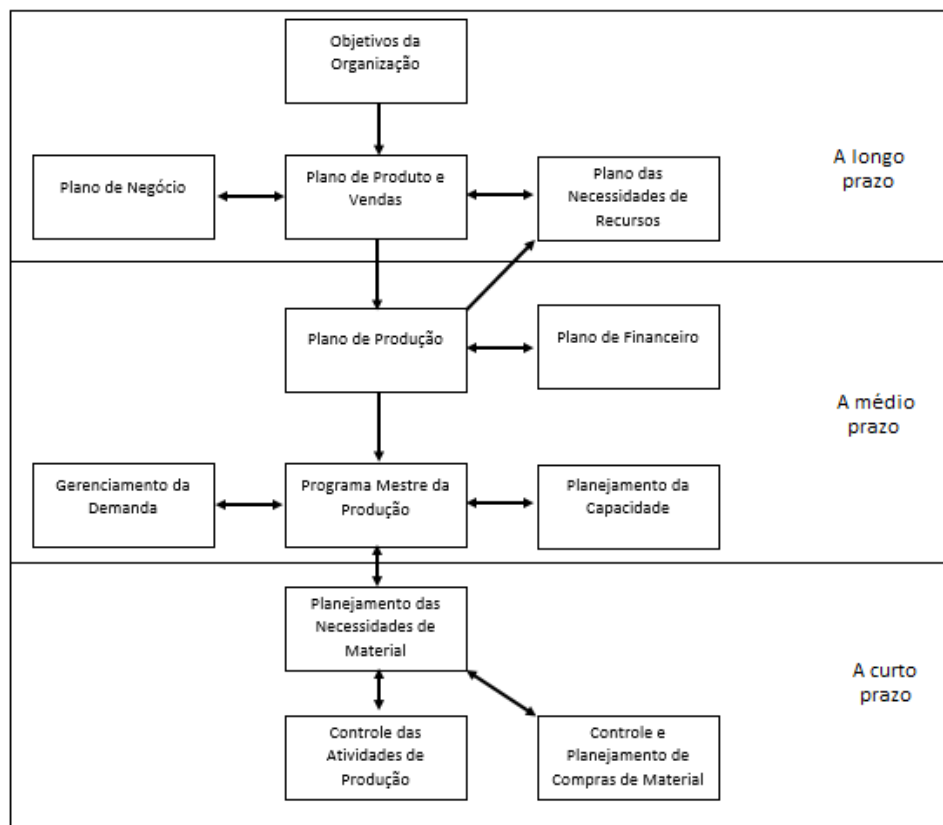 Objetivos da
Organização
Plano de Negócio
Plano de Produto e
Vendas
Plano das
Necessidades de
Recursos
A longo
prazo
Plano de Produção
Plano de Financeiro
A médio
prazo
Gerenciamento da
Demanda
Programa Mestre da
Produção
Planejamento da
Capacidade
Planejamento das
Necessidades de
Material
A curto
prazo
Controle das
Atividades de
Produção
Controle e
Planejamento de
Compras de Material